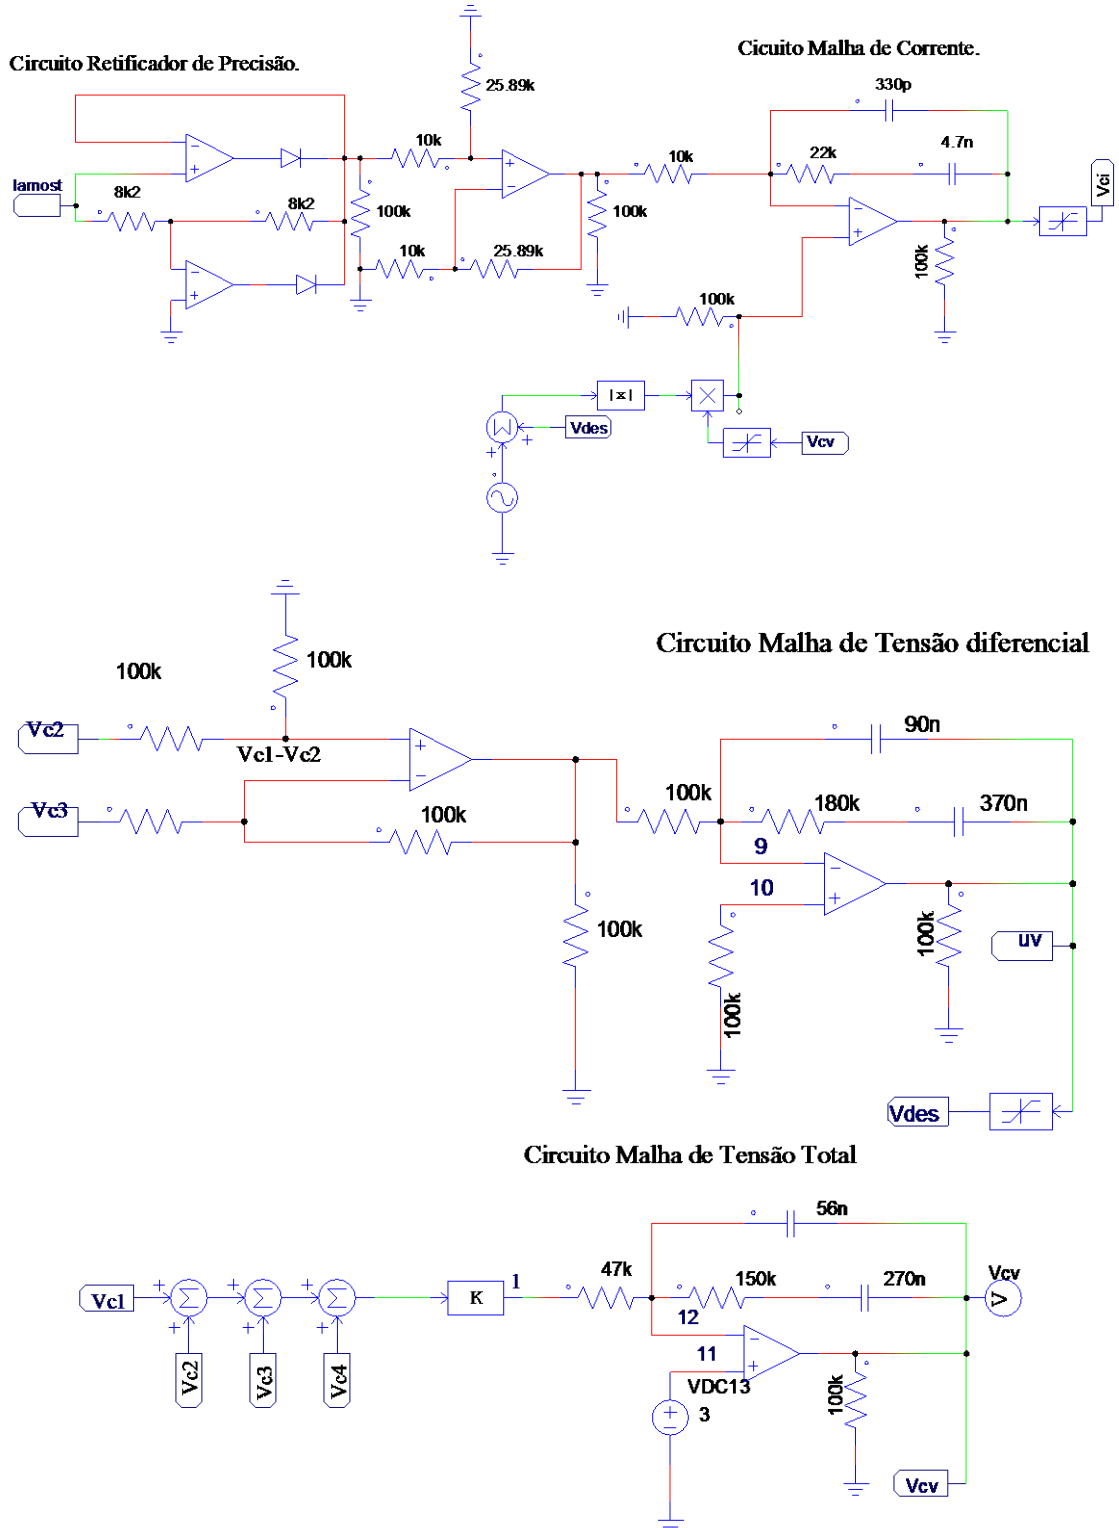 Circuito Retificador de Precisão.
Cicuito Malha de Corrente.
25.89k
330p
10k
10k
22k
4.7n
Iamost
8k2
8k2
100k
100k
Vci
10k
25.89k
100k
100k
|x|
Vdes
Vcv
Circuito Malha de Tensão diferencial
100k
100k
Vc2
Vc1-Vc2
90n
Vc3
100k
100k
180k
370n
9
10
100k
100k
100k
uv
Vdes
Circuito Malha de Tensão Total
56n
Vc1
K
1
47k
150k
270n
Vcv
V
12
11
Vc2
Vc3
Vc4
VDC13
3
100k
Vcv